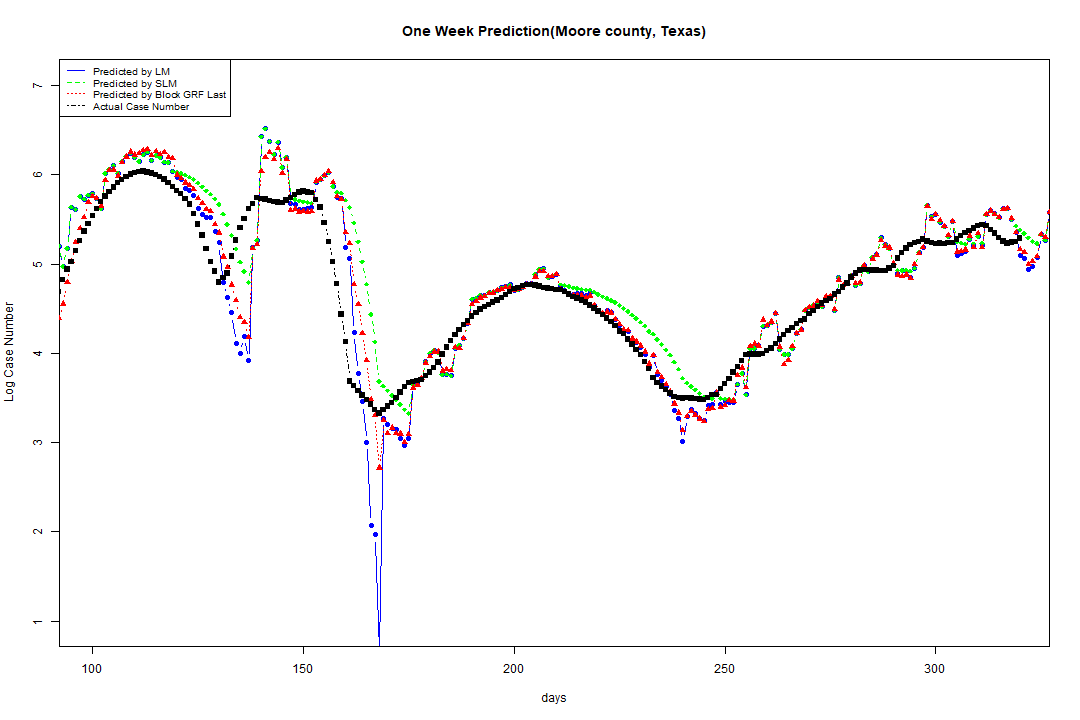 One Week Prediction(Moore county, Texas)
Predicted by LM
Predicted by SLM
Predicted by Block GRF Last
Actual Case Number
7
6
5
4
3
2
1
Log Case Number
100 150 200 250 300
days